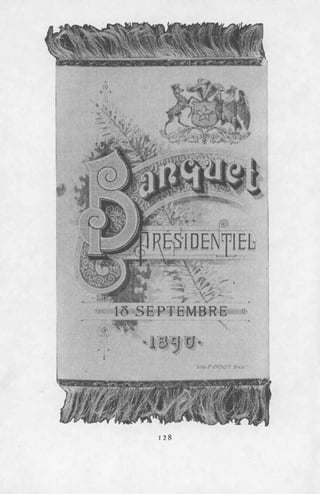 Banquet
PRÉSIDENTIEL
18 SEPTEMBRE
1890
128